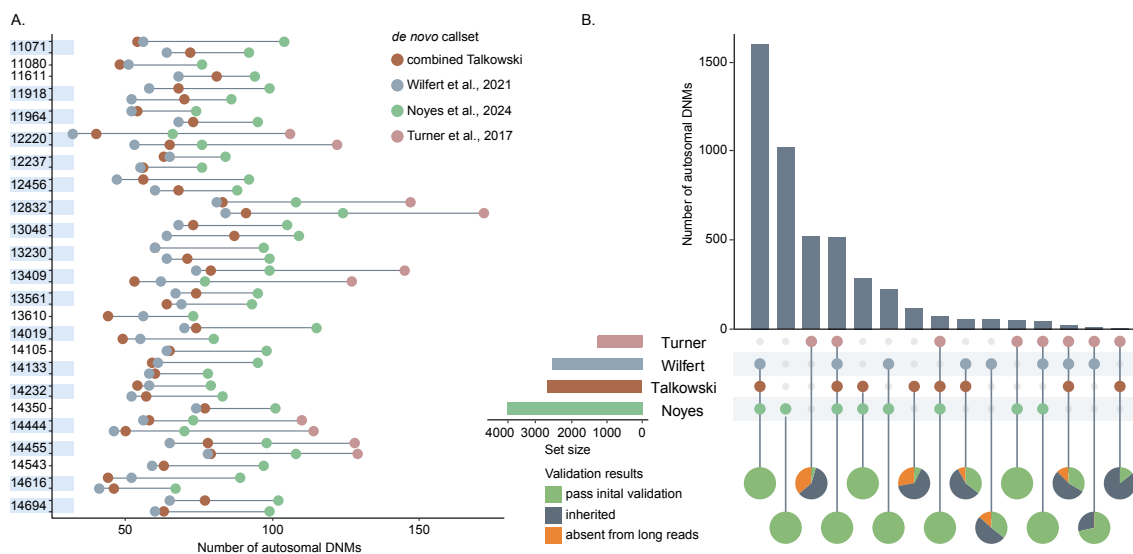 A.
B.
11071
11080
11611
11918
11964
12220
12237
12456
12832
13048
13230
13409
13561
13610
14019
14105
14133
14232
14350
14444
14455
14543
14616
14694
50
100
150
Number of autosomal DNMs
de novo callset
combined Talkowski
Wilfert et al., 2021
Noyes et al., 2024
Turner et al., 2017
Number of autosomal DNMs
1500
1000
500
0
Turner
Wilfert
Talkowski
Noyes
4000 3000 2000 1000 0
Set size
Validation results
pass inital validation
inherited
absent from long reads